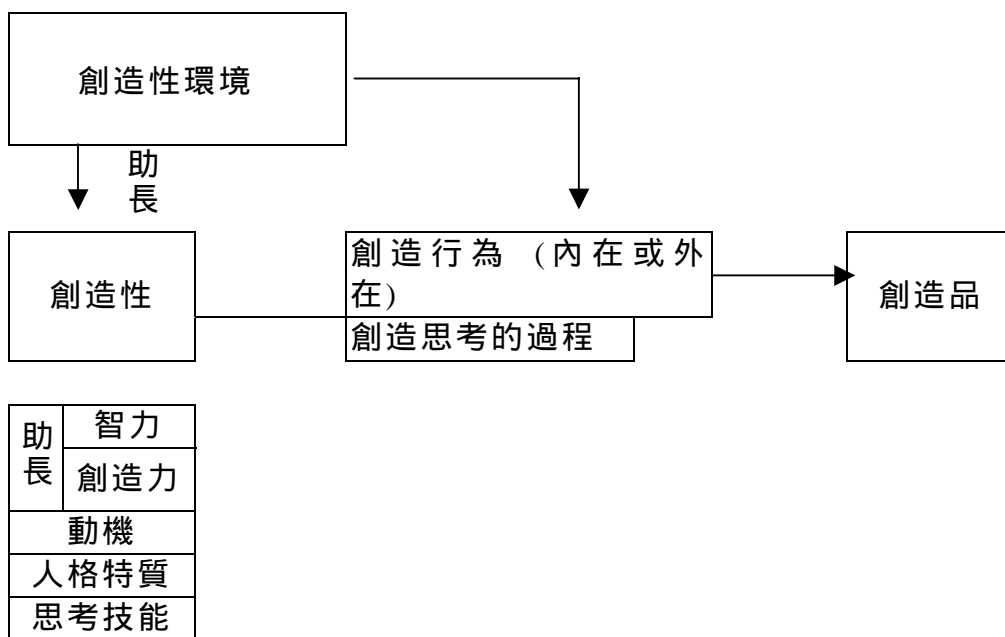 創造性環境
助
長
創造性
創造行為 (內在或外
在)
創造思考的過程
創造品
助
長
智力
創造力
動機
人格特質
思考技能